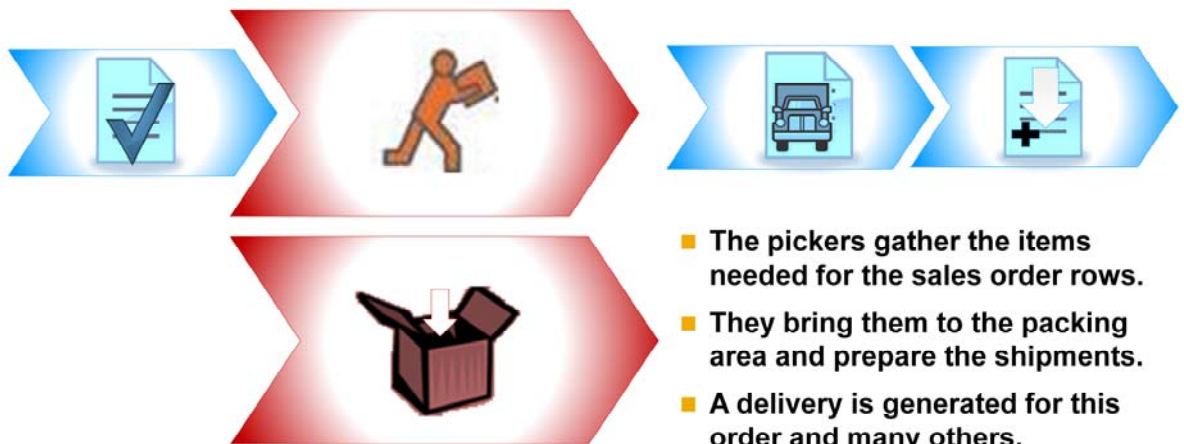 The pickers gather the items
needed for the sales order rows.
They bring them to the packing
area and prepare the shipments.
A delivery is generated for this
order and many others.